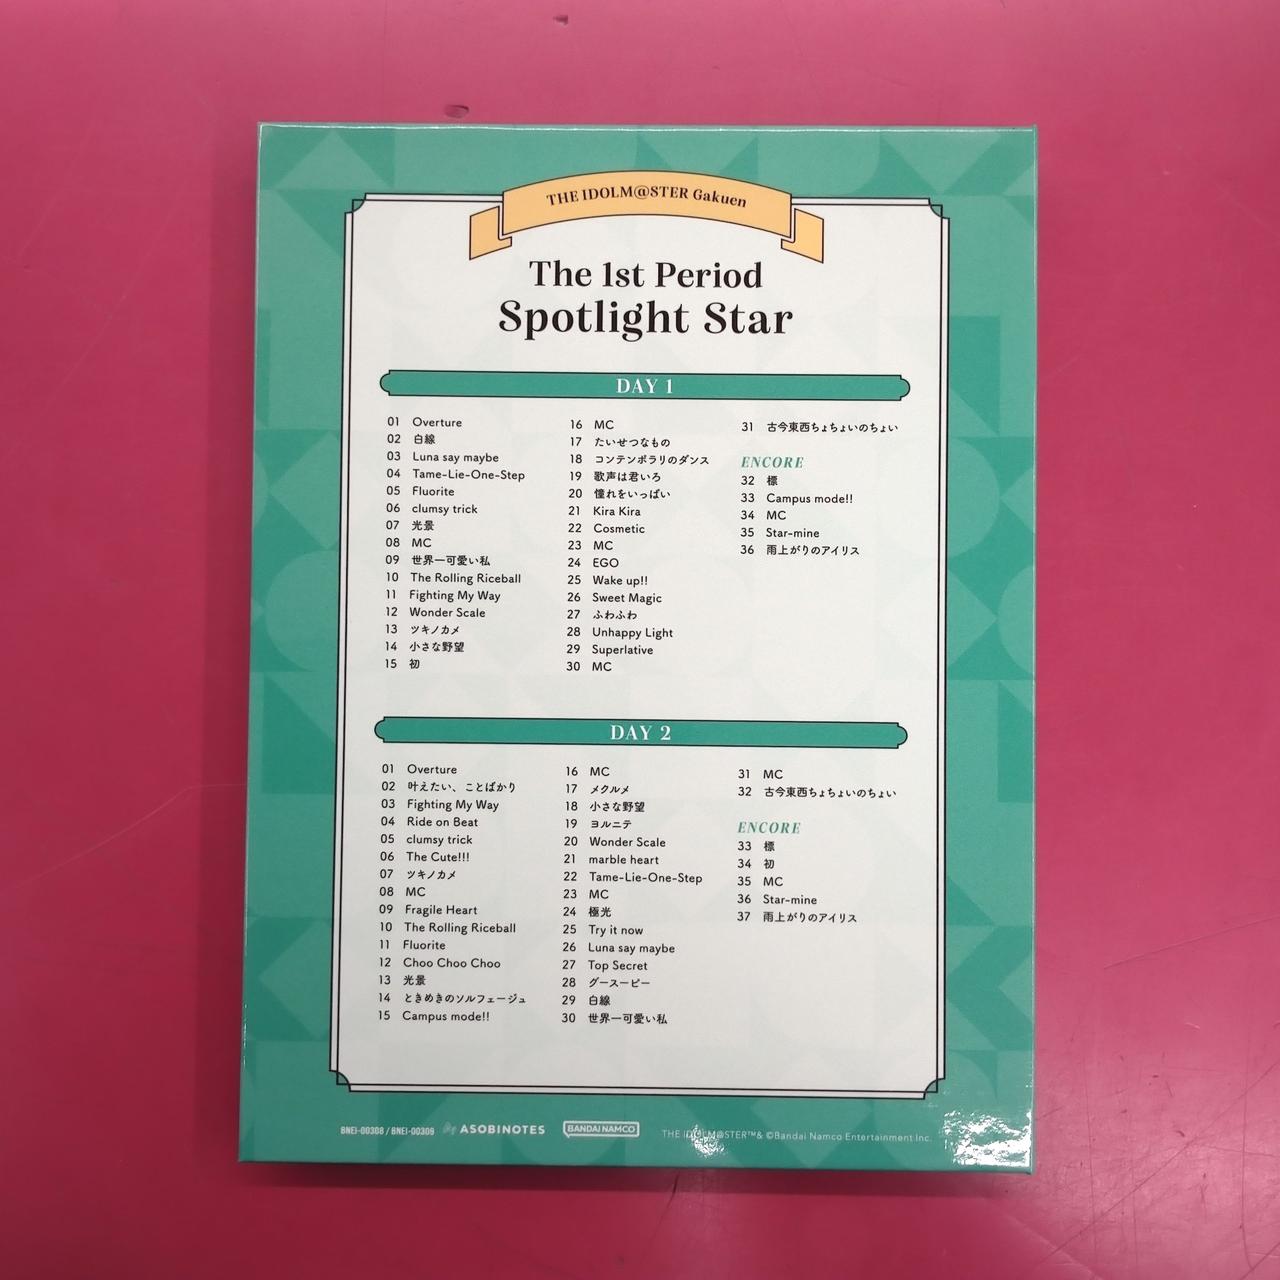 THE IDOLM@STER Gakuen
The 1st Period
Spotlight Star
DAY 1
01 Overture
02 白線
03 Luna say maybe
04 Tame-Lie-One-Step
05 Fluorite
06 clumsy trick
07 光景
08 MC
09 世界一可愛い私
10 The Rolling Riceball
11 Fighting My Way
12 Wonder Scale
13 ツキノカメ
14 小さな野望
15 初
16 MC
17 たいせつなもの
18 コンテンポラリのダンス
19 歌声は君いろ
20 憧れをいっぱい
21 Kira Kira
22 Cosmetic
23 MC
24 EGO
25 Wake up!!
26 Sweet Magic
27 ふわふわ
28 Unhappy Light
29 Superlative
30 MC
31 古今東西ちょちょいのちょい
ENCORE
32 標
33 Campus mode!!
34 MC
35 Star-mine
36 雨上がりのアイリス
DAY 2
01 Overture
02 叶えたい、ことばかり
03 Fighting My Way
04 Ride on Beat
05 clumsy trick
06 The Cute!!!
07 ツキノカメ
08 MC
09 Fragile Heart
10 The Rolling Riceball
11 Fluorite
12 Choo Choo Choo
13 光景
14 ときめきのソルフェージュ
15 Campus mode!!
16 MC
17 メクルメ
18 小さな野望
19 ヨルニテ
20 Wonder Scale
21 marble heart
22 Tame-Lie-One-Step
23 MC
24 極光
25 Try it now
26 Luna say maybe
27 Top Secret
28 グースーピー
29 白線
30 世界一可愛い私
31 MC
32 古今東西ちょちょいのちょい
ENCORE
33 標
34 初
35 MC
36 Star-mine
37 雨上がりのアイリス
BNEI-00308 / BNEI-00309 by ASOBINOTES BANDAI NAMCO THE IDOLM@STER™& ©Bandai Namco Entertainment Inc.